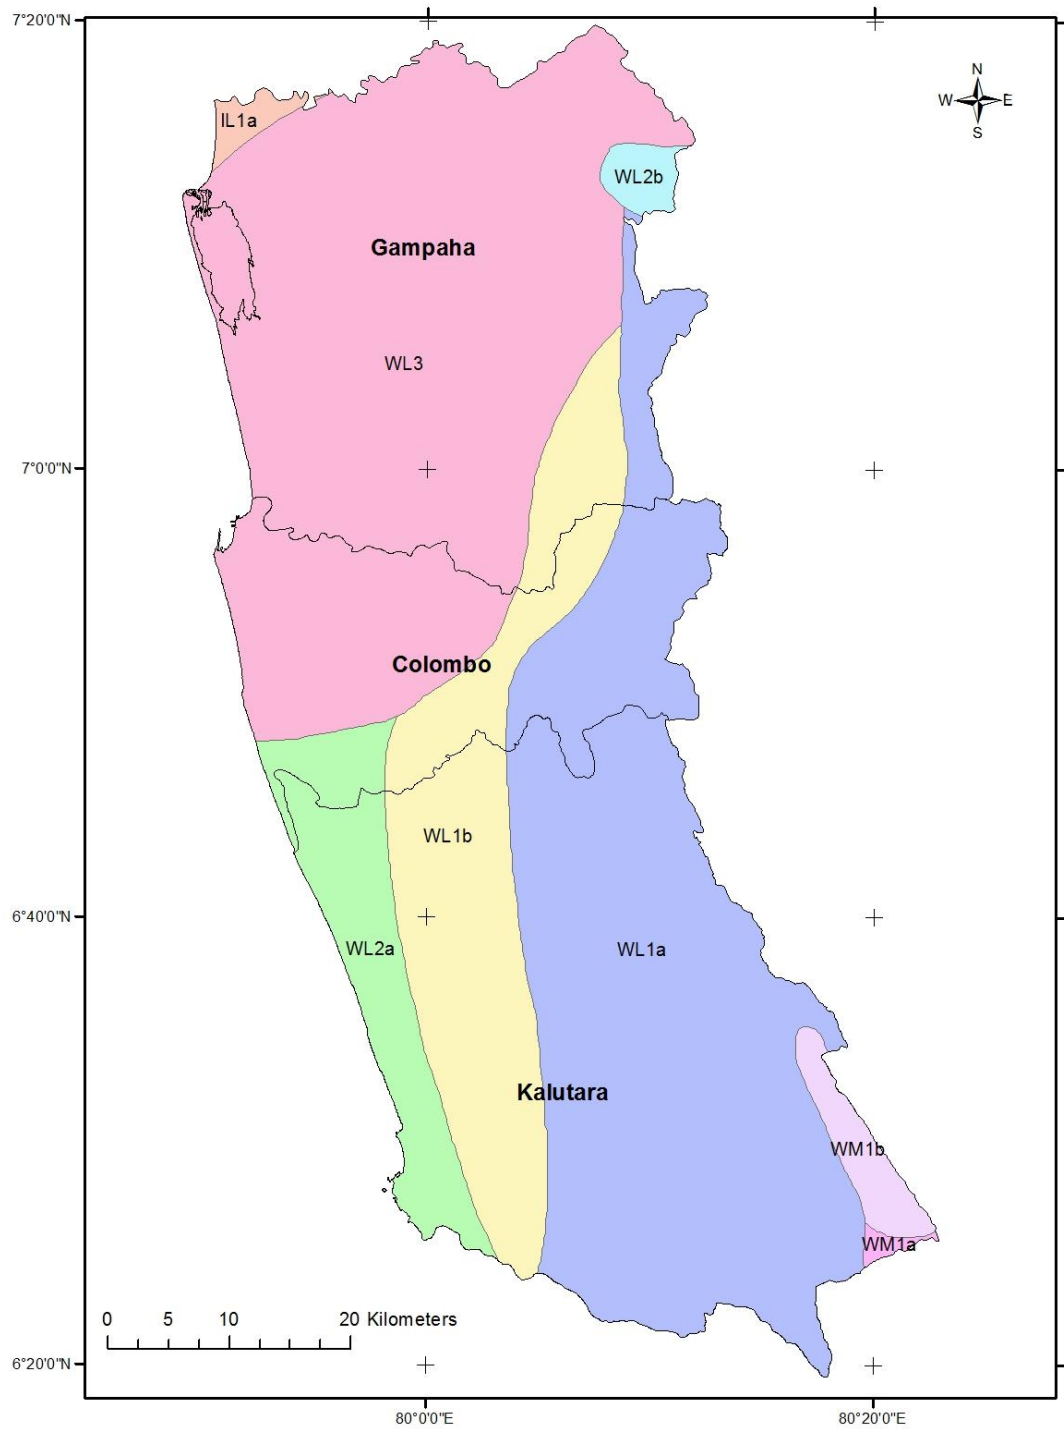 7°20'0"N
N
W E
S
IL1a
WL2b
Gampaha
WL3
7°0'0"N
Colombo
WL1b
6°40'0"N
WL2a
WL1a
Kalutara
WM1b
WM1a
0 5 10 20 Kilometers
6°20'0"N
80°0'0"E
80°20'0"E